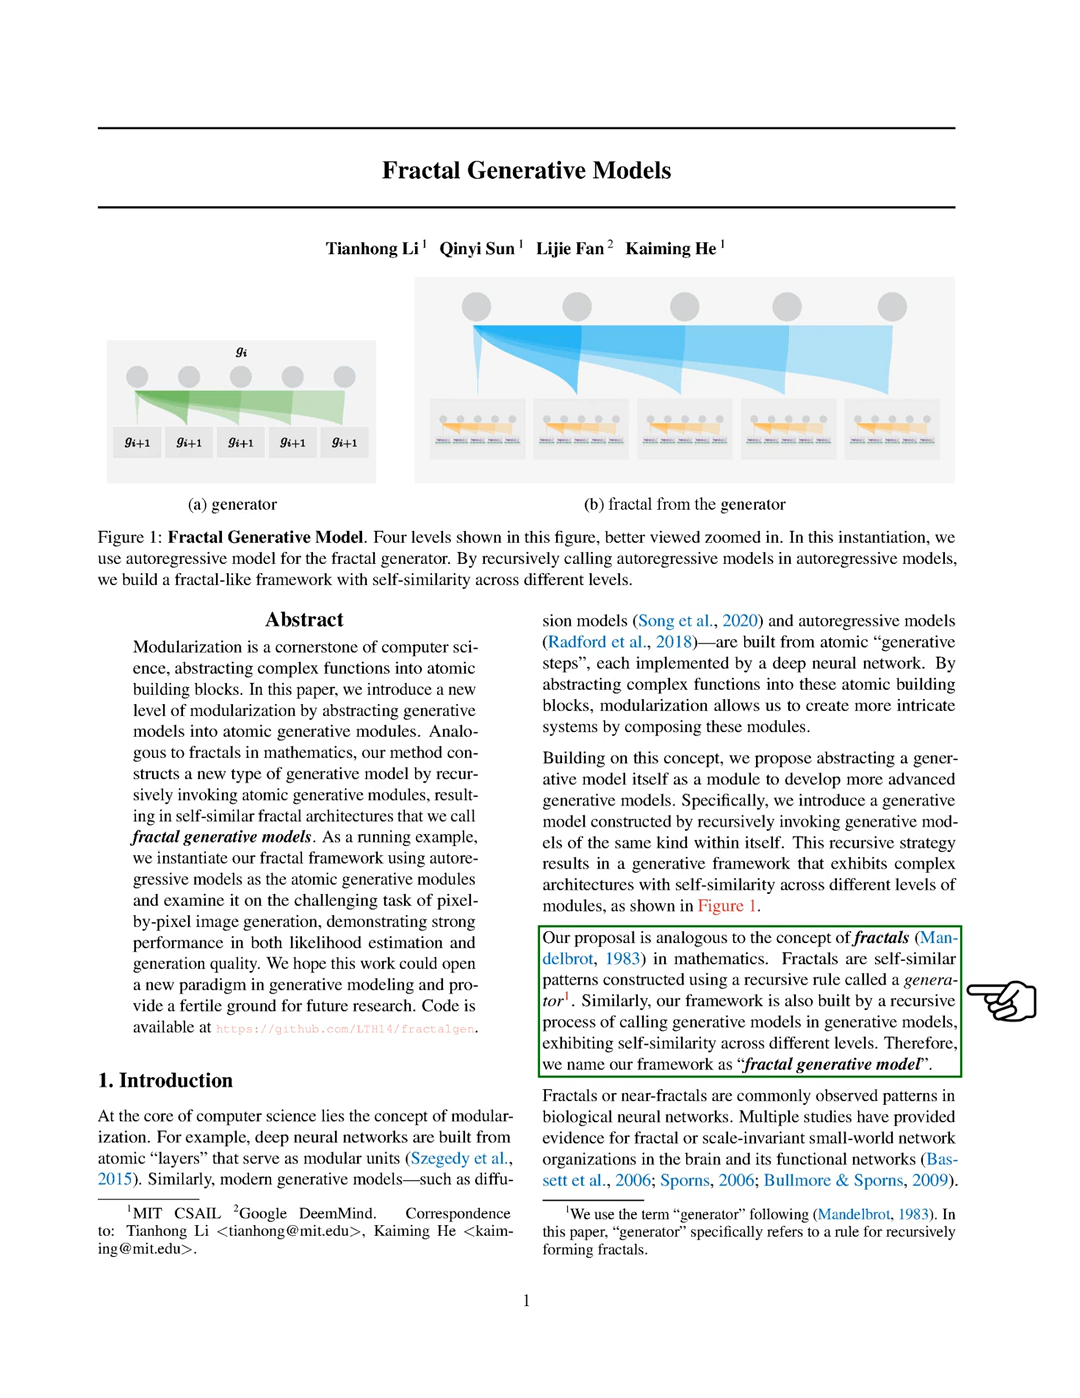 Fractal Generative Models
Tianhong Li 1 Qinyi Sun 1 Lijie Fan 2 Kaiming He 1
gi
gi+1 gi+1 gi+1 gi+1 gi+1
(a) generator
(b) fractal from the generator
Figure 1: Fractal Generative Model. Four levels shown in this figure, better viewed zoomed in. In this instantiation, we
use autoregressive model for the fractal generator. By recursively calling autoregressive models in autoregressive models,
we build a fractal-like framework with self-similarity across different levels.
Abstract
Modularization is a cornerstone of computer sci-
ence, abstracting complex functions into atomic
building blocks. In this paper, we introduce a new
level of modularization by abstracting generative
models into atomic generative modules. Analo-
gous to fractals in mathematics, our method con-
structs a new type of generative model by recur-
sively invoking atomic generative modules, result-
ing in self-similar fractal architectures that we call
fractal generative models. As a running example,
we instantiate our fractal framework using autore-
gressive models as the atomic generative modules
and examine it on the challenging task of pixel-
by-pixel image generation, demonstrating strong
performance in both likelihood estimation and
generation quality. We hope this work could open
a new paradigm in generative modeling and pro-
vide a fertile ground for future research. Code is
available at https://github.com/LTH14/fractalgen.
1. Introduction
At the core of computer science lies the concept of modular-
ization. For example, deep neural networks are built from
atomic “layers” that serve as modular units (Szegedy et al.,
2015). Similarly, modern generative models—such as diffu-
1MIT CSAIL 2Google DeemMind. Correspondence
to: Tianhong Li <tianhong@mit.edu>, Kaiming He <kaim-
ing@mit.edu>.
sion models (Song et al., 2020) and autoregressive models
(Radford et al., 2018)—are built from atomic “generative
steps”, each implemented by a deep neural network. By
abstracting complex functions into these atomic building
blocks, modularization allows us to create more intricate
systems by composing these modules.
Building on this concept, we propose abstracting a gener-
ative model itself as a module to develop more advanced
generative models. Specifically, we introduce a generative
model constructed by recursively invoking generative mod-
els of the same kind within itself. This recursive strategy
results in a generative framework that exhibits complex
architectures with self-similarity across different levels of
modules, as shown in Figure 1.
Our proposal is analogous to the concept of fractals (Man-
delbrot, 1983) in mathematics. Fractals are self-similar
patterns constructed using a recursive rule called a genera-
tor1. Similarly, our framework is also built by a recursive
process of calling generative models in generative models,
exhibiting self-similarity across different levels. Therefore,
we name our framework as “fractal generative model”.
Fractals or near-fractals are commonly observed patterns in
biological neural networks. Multiple studies have provided
evidence for fractal or scale-invariant small-world network
organizations in the brain and its functional networks (Bas-
sett et al., 2006; Sporns, 2006; Bullmore & Sporns, 2009).
1We use the term “generator” following (Mandelbrot, 1983). In
this paper, “generator” specifically refers to a rule for recursively
forming fractals.
1